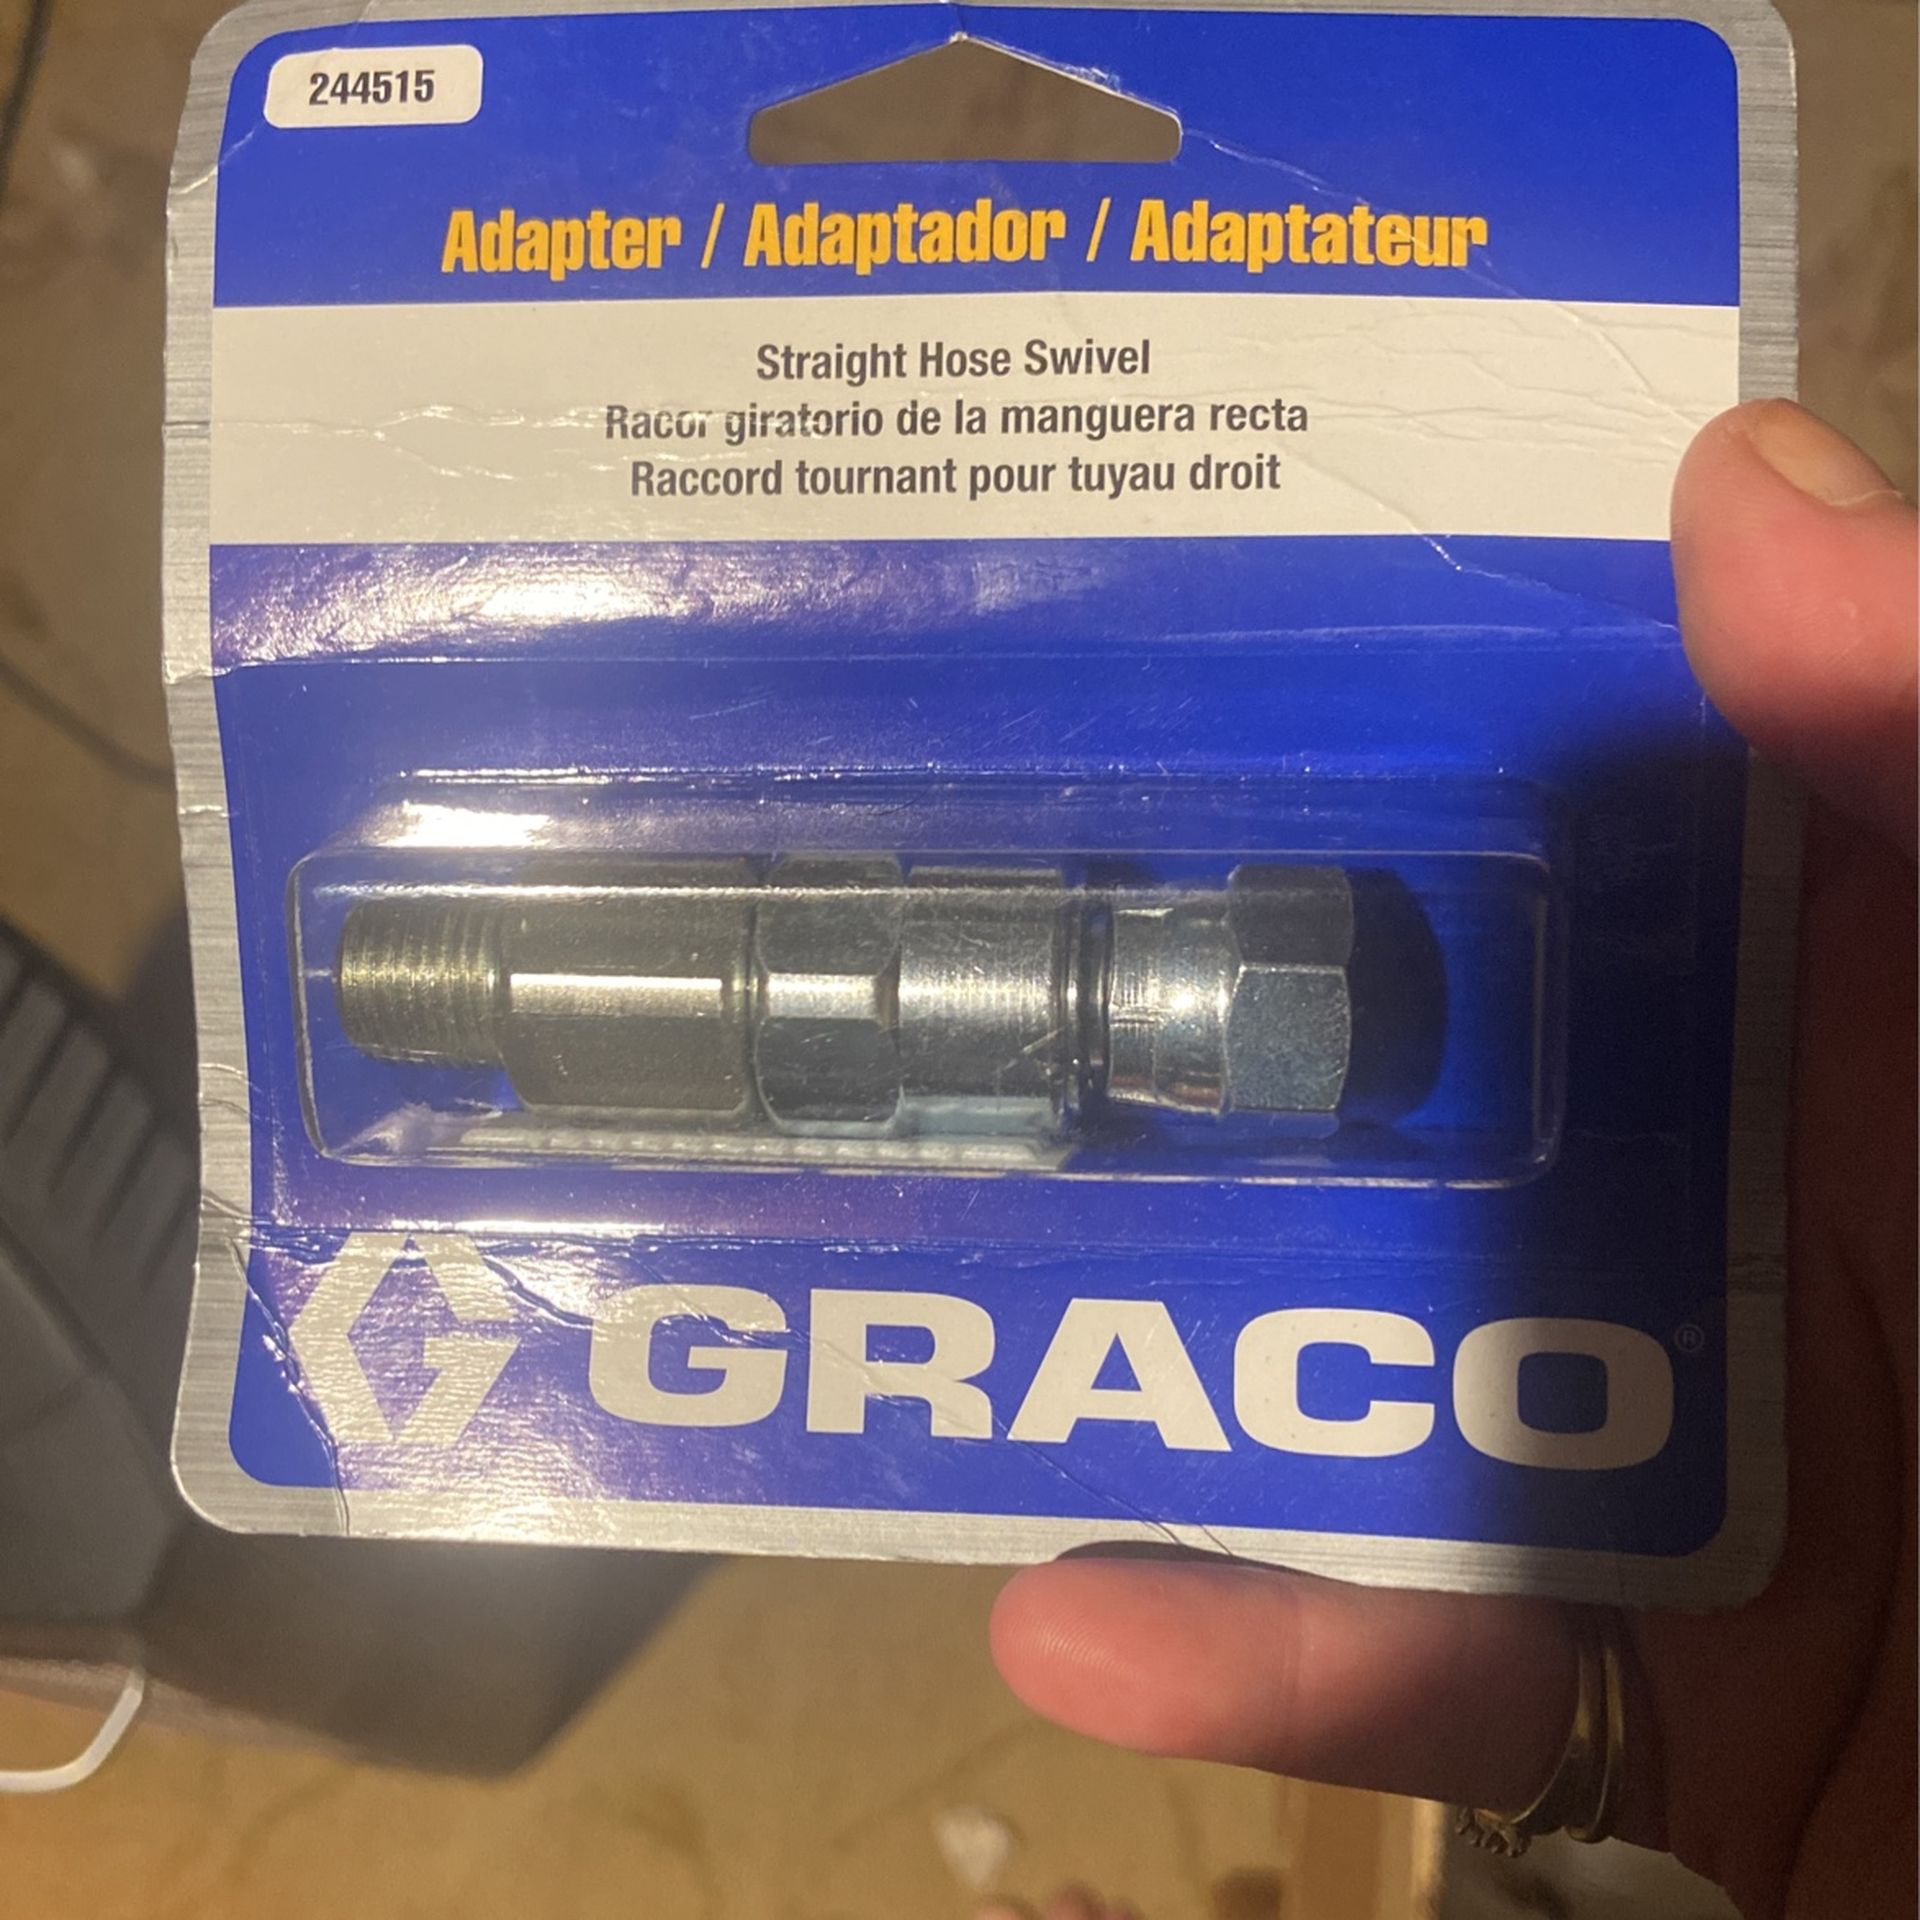 244515
Adapter / Adaptador / Adaptateur
Straight Hose Swivel
Racor giratorio de la manguera recta
Raccord tournant pour tuyau droit
GRACO®